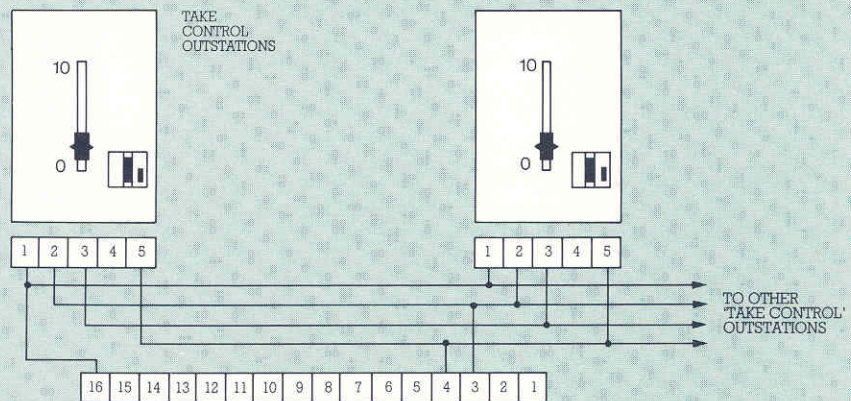 TAKE
CONTROL
OUTSTATIONS
10
0
10
0
1 2 3 4 5
1 2 3 4 5
TO OTHER
'TAKE CONTROL'
OUTSTATIONS
16 15 14 13 12 11 10 9 8 7 6 5 4 3 2 1